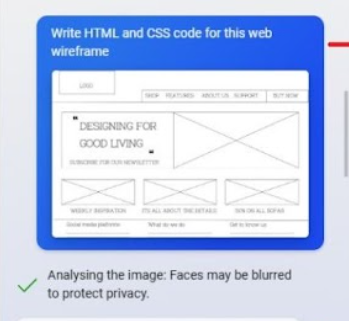 Write HTML and CSS code for this web
wireframe
LOGO
SHOP FEATURES ABOUT US SUPPORT BUY NOW
❝ DESIGNING FOR
GOOD LIVING ❞
SUBSCRIBE FOR OUR NEWSLETTER
WEEKLY INSPIRATION ITS ALL ABOUT THE DETAILS ON ALL SOFAS
Social media platforms What do we do Get to know us
Analysing the image: Faces may be blurred
to protect privacy.